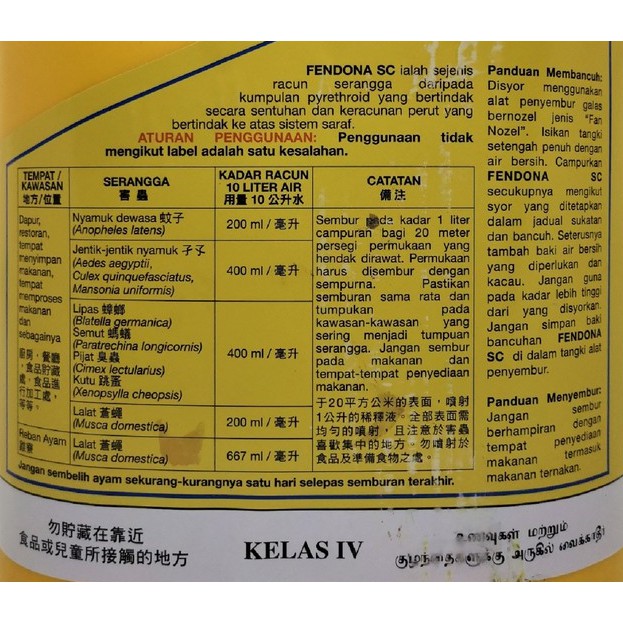 FENDONA SC ialah sejenis
racun serangga daripada
kumpulan pyrethroid yang bertindak
secara sentuhan dan keracunan perut yang
bertindak ke atas sistem saraf.
ATURAN PENGGUNAAN: Penggunaan tidak
mengikut label adalah satu kesalahan.
TEMPAT / KAWASAN 地方/位置
SERANGGA 害蟲
KADAR RACUN 10 LITER AIR 用量 10 公升水
CATATAN 備注
Dapur,
restoran,
tempat
menyimpan
makanan,
tempat
memproses
makanan
dan
sebagainya
廚房，餐廳
，食品貯藏
處，食品進
行加工處，
等等。
Nyamuk dewasa 蚊子
(Anopheles latens)
200 ml / 毫升
Jentik-jentik nyamuk 孑孓
(Aedes aegyptii,
Culex quinquefasciatus,
Mansonia uniformis)
400 ml / 毫升
Lipas 蟑螂
(Blatella germanica)
Semut 螞蟻
(Paratrechina longicornis)
Pijat 臭蟲
(Cimex lectularius)
Kutu 跳蚤
(Xenopsylla cheopsis)
400 ml / 毫升
Lalat 蒼蠅
(Musca domestica)
200 ml / 毫升
Reban Ayam
Lalat 蒼蠅
(Musca domestica)
667 ml / 毫升
Sembur pada kadar 1 liter
campuran bagi 20 meter
persegi permukaan yang
hendak dirawat. Permukaan
harus disembur dengan
sempurna. Pastikan
semburan sama rata dan
tumpukan pada
kawasan-kawasan yang
sering menjadi tumpuan
serangga. Jangan sembur
pada makanan dan
tempat-tempat penyediaan
makanan.
于20平方公米的表面，噴射
1公升的稀釋液。全部表面需
均勻的噴射，且注意於害蟲
喜歡集中的地方。勿噴射於
食品及準備食物之處。
Jangan sembelih ayam sekurang-kurangnya satu hari selepas semburan terakhir.
Panduan Membancuh:
Disyor menggunakan
alat penyembur galas
bernozel jenis "Fan
Nozel". Isikan tangki
setengah penuh dengan
air bersih. Campurkan
FENDONA SC
secukupnya mengikut
syor yang ditetapkan
dalam jadual sukatan
dan bancuh. Seterusnya
tambah baki air bersih
yang diperlukan dan
kacau. Jangan guna
pada kadar lebih tinggi
dari yang disyorkan.
Jangan simpan baki
bancuhan FENDONA
SC di dalam tangki alat
penyembur.
Panduan Menyembur:
Jangan sembur
berhampiran dengan
tempat penyediaan
makanan termasuk
makanan ternakan.
勿貯藏在靠近
食品或兒童所接觸的地方
KELAS IV
உணவுகள் மற்றும்
குழந்தைகளுக்கு அருகில் வைக்காதீர்